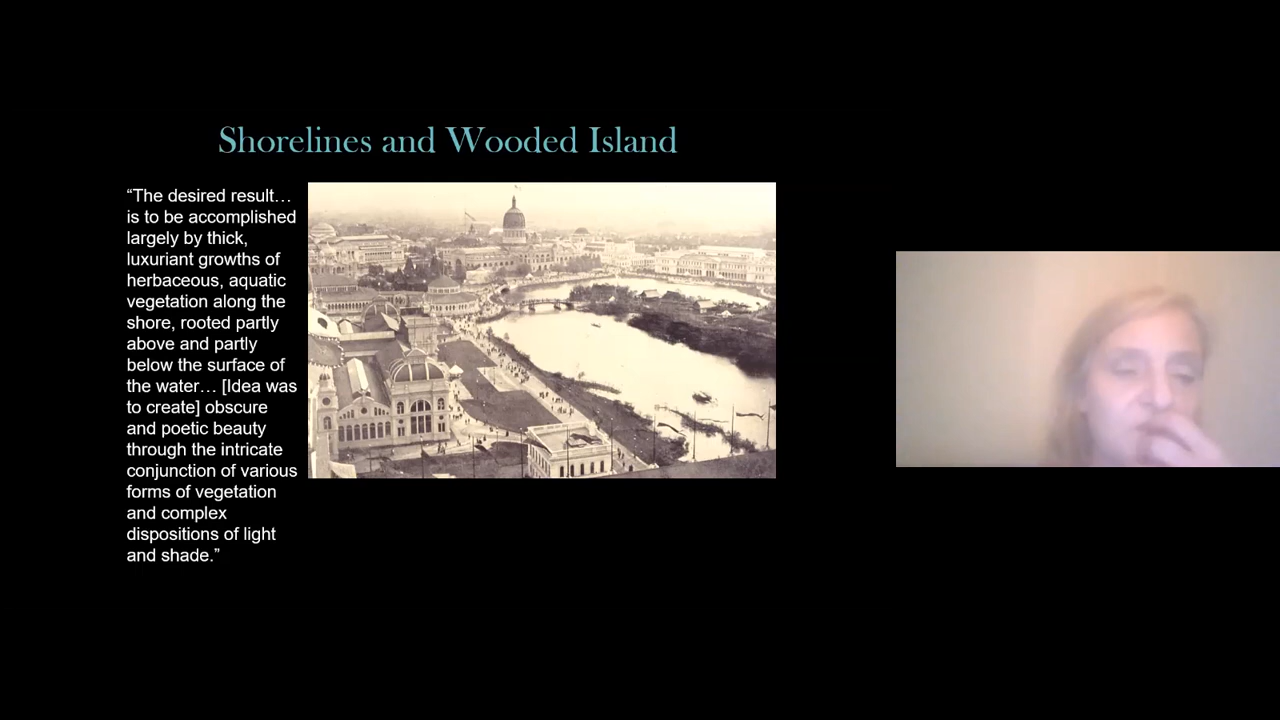 Shorelines and Wooded Island
“The desired result…
is to be accomplished
largely by thick,
luxuriant growths of
herbaceous, aquatic
vegetation along the
shore, rooted partly
above and partly
below the surface of
the water… [Idea was
to create] obscure
and poetic beauty
through the intricate
conjunction of various
forms of vegetation
and complex
dispositions of light
and shade.”